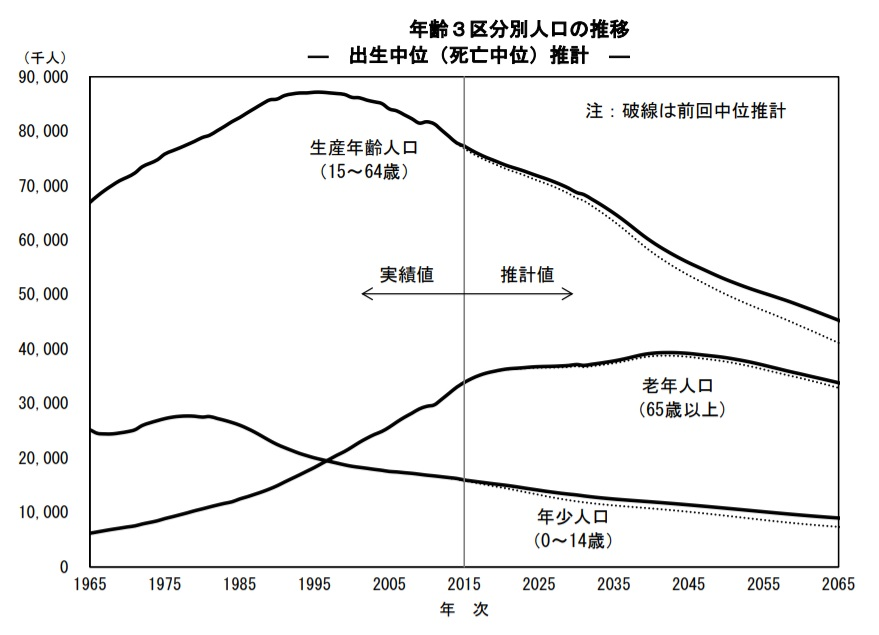 年齢３区分別人口の推移
― 出生中位（死亡中位）推計 ―
（千人）
90,000
80,000
70,000
60,000
50,000
40,000
30,000
20,000
10,000
0
注：破線は前回中位推計
生産年齢人口
（15～64歳）
実績値 推計値
老年人口
（65歳以上）
年少人口
（0～14歳）
1965 1975 1985 1995 2005 2015 2025 2035 2045 2055 2065
年 次